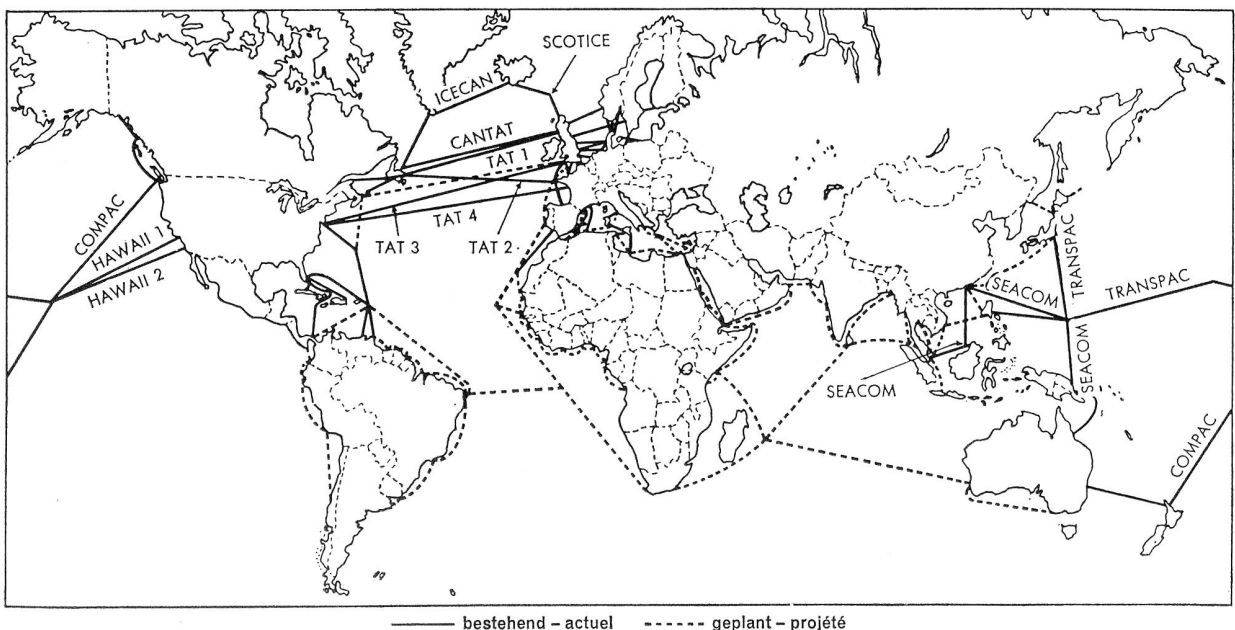 SCOTICE
ICECAN
CANTAT
TAT 1
COMPAC
HAWAII 1
HAWAII 2
TAT 4
TAT 3
TAT 2
TRANSPAC
SEACOM
TRANSPAC
SEACOM
SEACOM
COMPAC
bestehend – actuel
geplant – projété